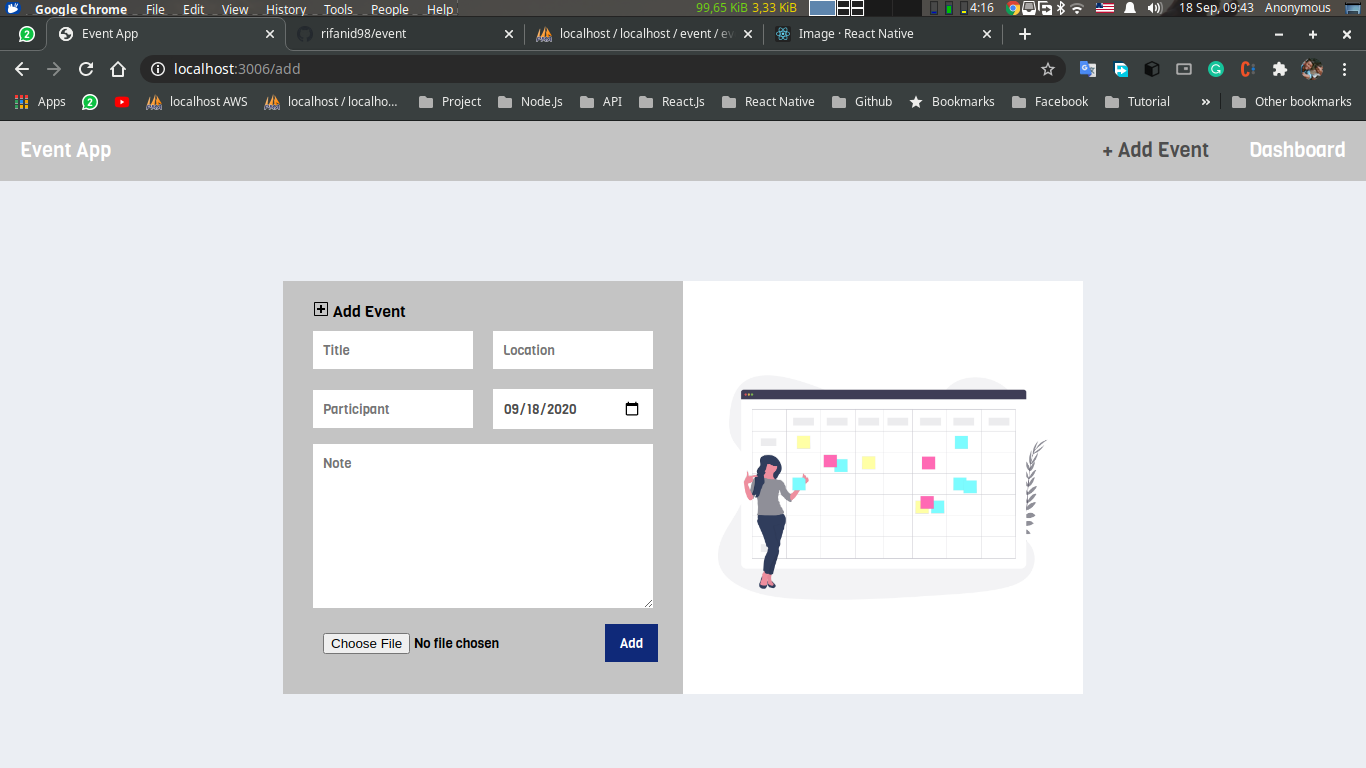 Google Chrome File Edit View History Tools People Help 99,65 KiB 3,33 KiB 4:16 18 Sep, 09:43 Anonymous
2 Event App rifanid98/event localhost / localhost / event / ev Image · React Native
localhost:3006/add
Apps 2 localhost AWS localhost / localho... Project Node.Js API React.Js React Native Github Bookmarks Facebook Tutorial » Other bookmarks
Event App + Add Event Dashboard
Add Event
Title Location
Participant 09/18/2020
Note
Choose File No file chosen Add